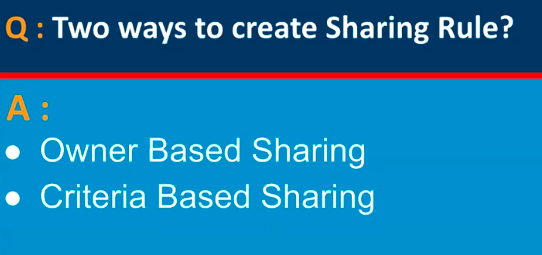 Q : Two ways to create Sharing Rule?
A :
● Owner Based Sharing
● Criteria Based Sharing